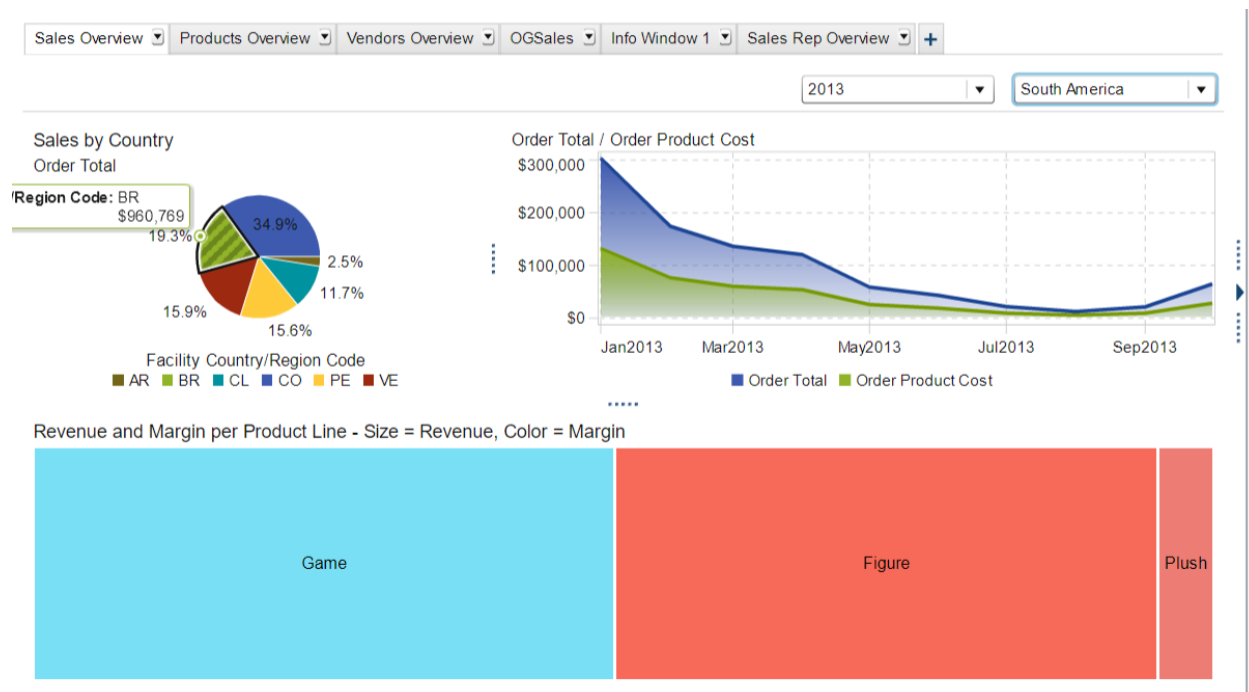 Sales Overview Products Overview Vendors Overview OGSales Info Window 1 Sales Rep Overview +
2013 South America
Sales by Country
Order Total
/Region Code: BR
$960,769
34.9%
19.3%
2.5%
11.7%
15.9%
15.6%
Facility Country/Region Code
AR BR CL CO PE VE
Order Total / Order Product Cost
$300,000
$200,000
$100,000
$0
Jan2013 Mar2013 May2013 Jul2013 Sep2013
Order Total Order Product Cost
Revenue and Margin per Product Line - Size = Revenue, Color = Margin
Game Figure Plush